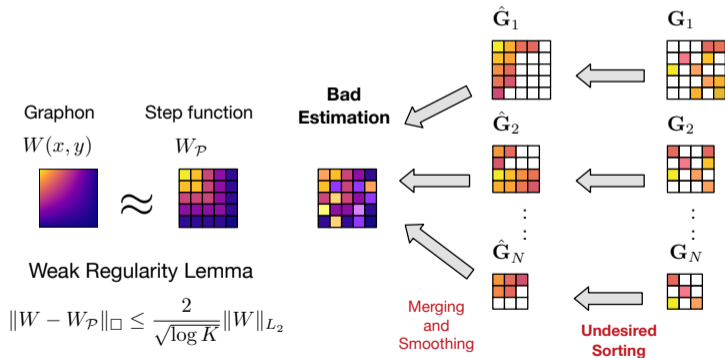 Graphon
W(x, y)
Step function
W_𝒫
≈
Weak Regularity Lemma
‖W − W_𝒫‖_□ ≤ 2/√(log K) ‖W‖_{L_2}
Bad
Estimation
Ĝ_1
G_1
Ĝ_2
G_2
⋮
⋮
Ĝ_N
G_N
Merging
and
Smoothing
Undesired
Sorting